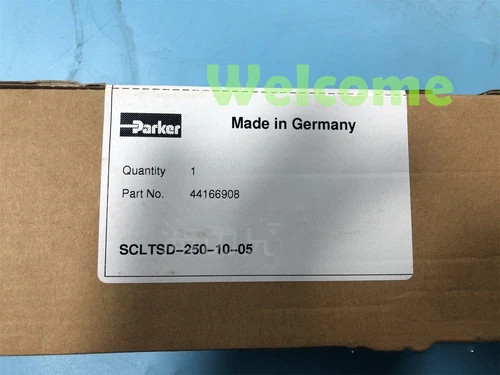 Welcome
Parker
Made in Germany
Quantity 1
Part No. 44166908
SCLTSD-250-10-05